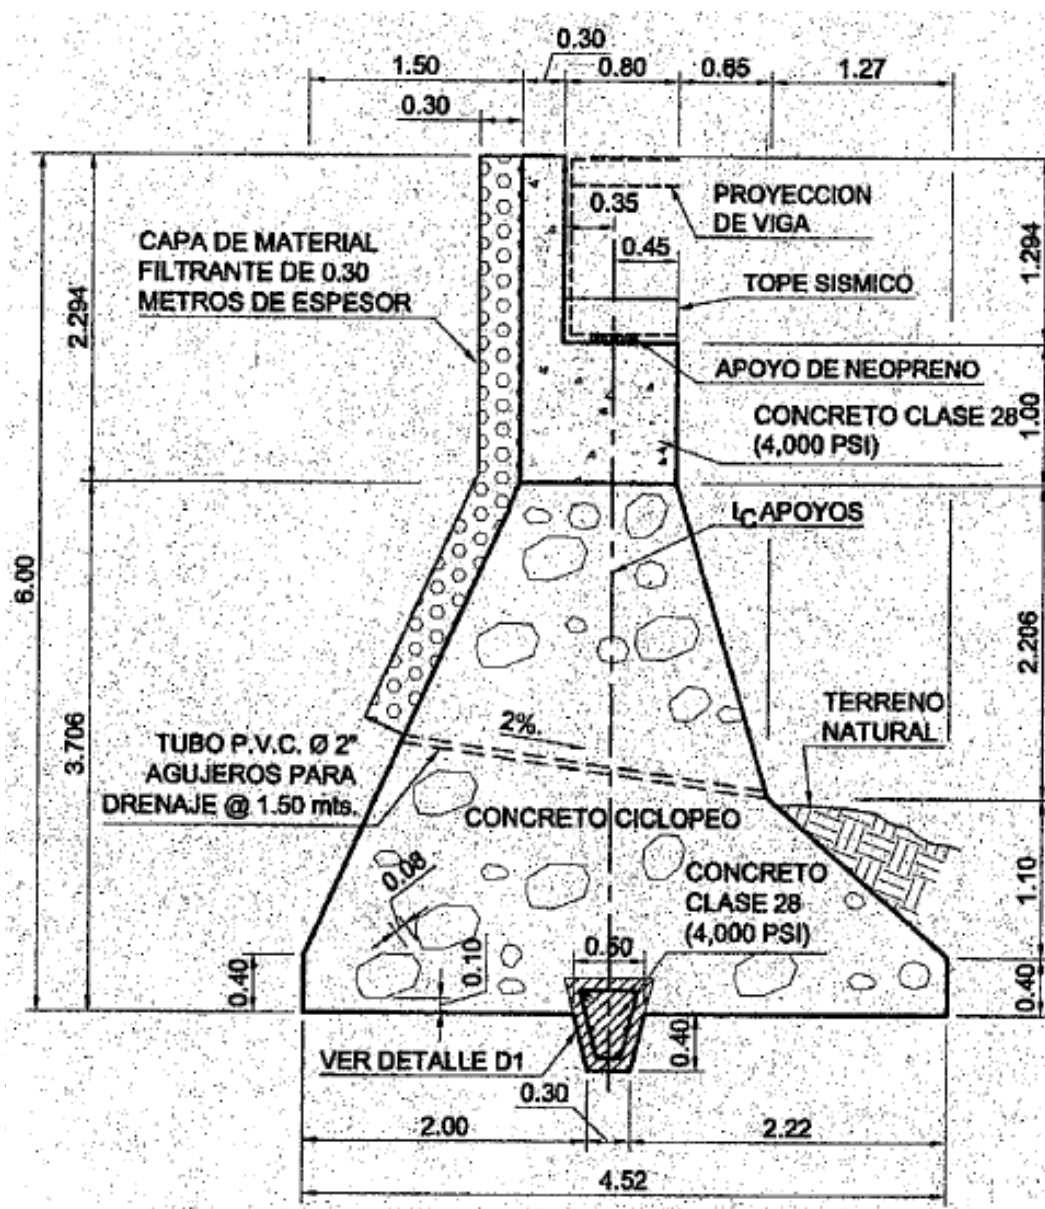 0.30
1.50
0.80
0.65
1.27
0.30
PROYECCION
DE VIGA
0.35
CAPA DE MATERIAL
FILTRANTE DE 0.30
METROS DE ESPESOR
0.45
1.294
TOPE SISMICO
2.294
APOYO DE NEOPRENO
CONCRETO CLASE 28
(4,000 PSI)
1.00
LC APOYOS
6.00
2.206
TERRENO
NATURAL
2%.
3.706
TUBO P.V.C. Ø 2"
AGUJEROS PARA
DRENAJE @ 1.50 mts.
CONCRETO CICLOPEO
0.08
CONCRETO
CLASE 28
(4,000 PSI)
1.10
0.50
0.10
0.40
0.40
VER DETALLE D1
0.40
0.30
2.00
2.22
4.52